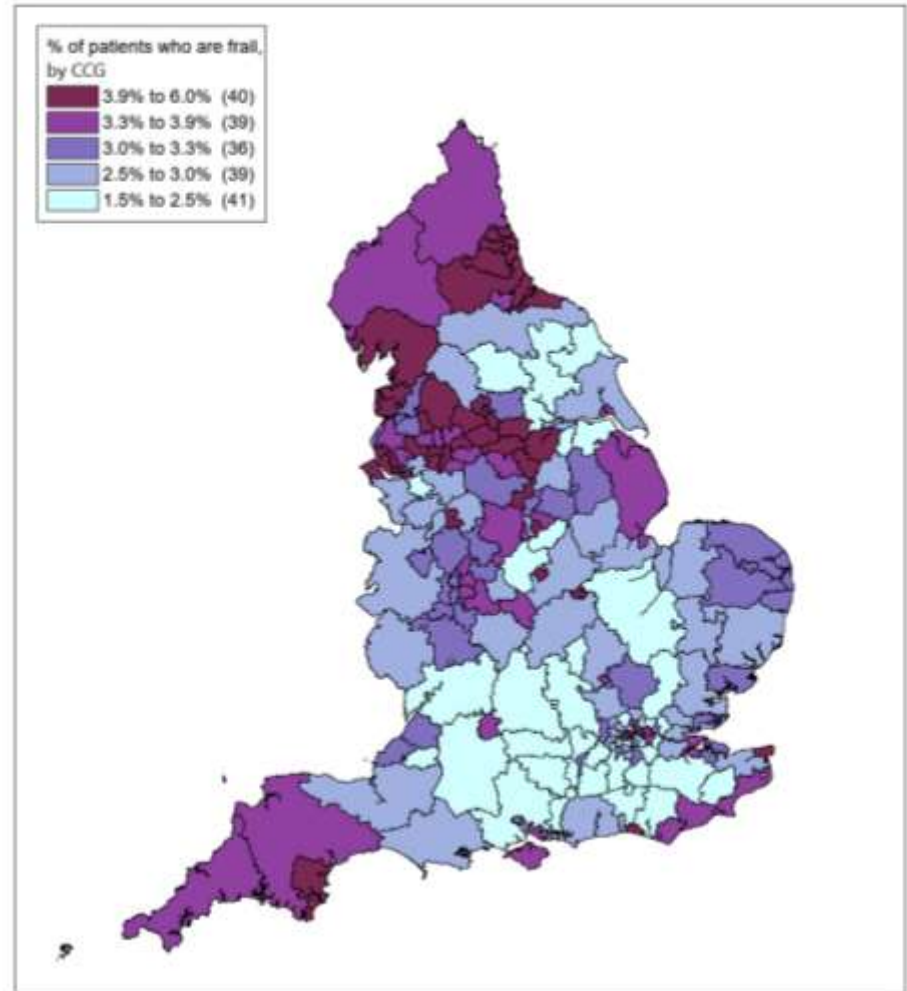 % of patients who are frail,
by CCG
3.9% to 6.0% (40)
3.3% to 3.9% (39)
3.0% to 3.3% (36)
2.5% to 3.0% (39)
1.5% to 2.5% (41)